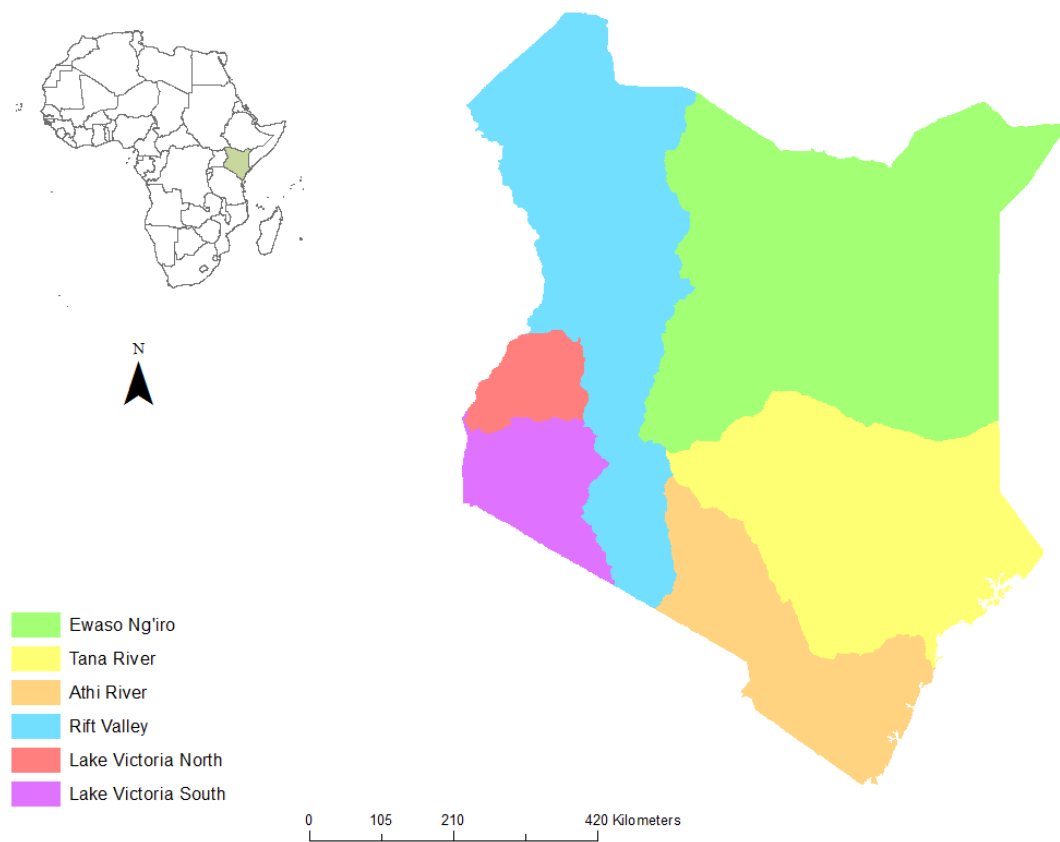 N
Ewaso Ng'iro
Tana River
Athi River
Rift Valley
Lake Victoria North
Lake Victoria South
0 105 210 420 Kilometers